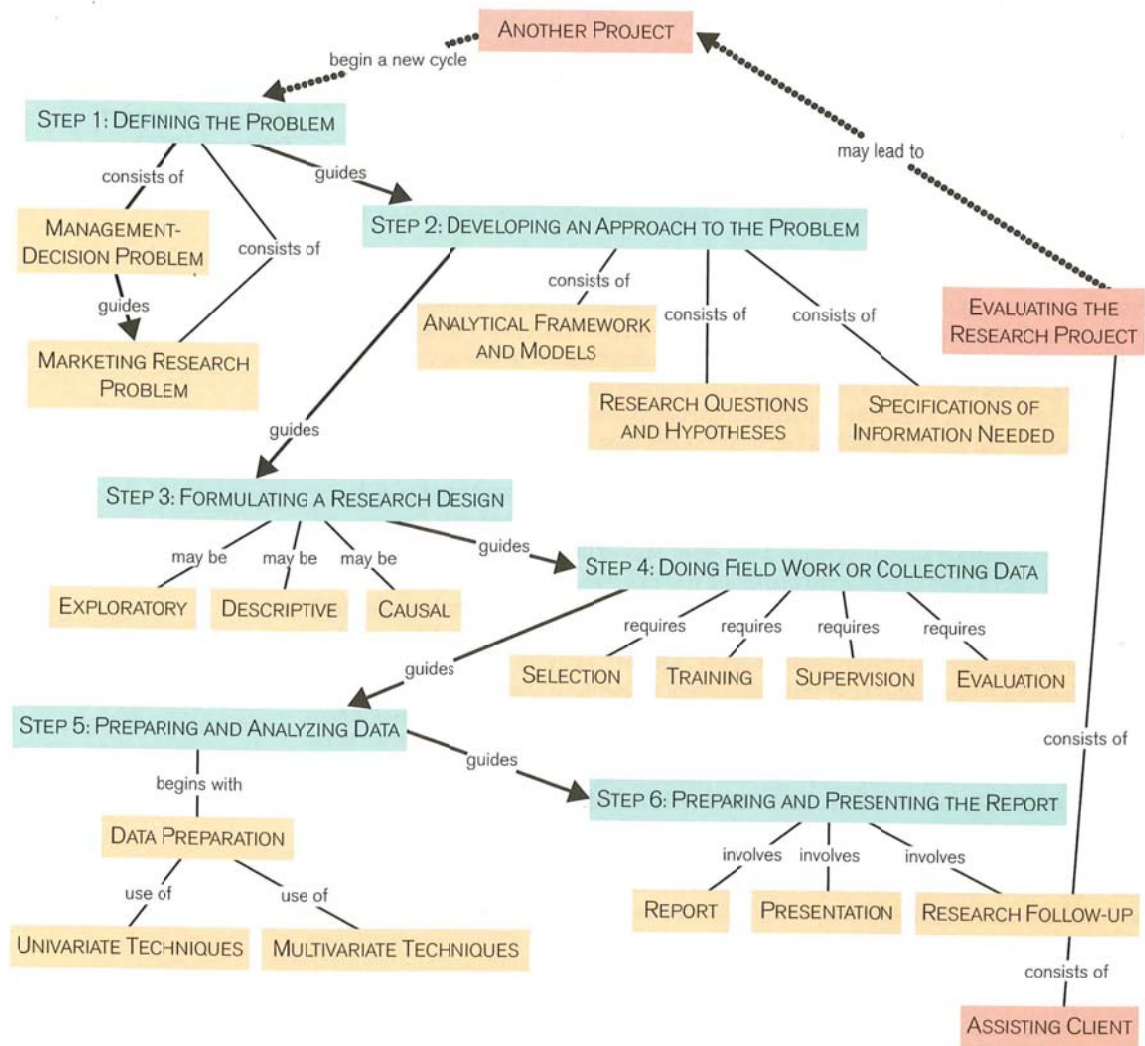 ANOTHER PROJECT
begin a new cycle
STEP 1: DEFINING THE PROBLEM
may lead to
consists of
guides
MANAGEMENT-
DECISION PROBLEM
consists of
STEP 2: DEVELOPING AN APPROACH TO THE PROBLEM
guides
consists of
consists of
consists of
ANALYTICAL FRAMEWORK
AND MODELS
EVALUATING THE
RESEARCH PROJECT
MARKETING RESEARCH
PROBLEM
RESEARCH QUESTIONS
AND HYPOTHESES
SPECIFICATIONS OF
INFORMATION NEEDED
guides
STEP 3: FORMULATING A RESEARCH DESIGN
may be
may be
may be
guides
STEP 4: DOING FIELD WORK OR COLLECTING DATA
EXPLORATORY
DESCRIPTIVE
CAUSAL
requires
requires
requires
requires
guides
SELECTION
TRAINING
SUPERVISION
EVALUATION
STEP 5: PREPARING AND ANALYZING DATA
consists of
guides
begins with
STEP 6: PREPARING AND PRESENTING THE REPORT
DATA PREPARATION
involves
involves
involves
use of
use of
REPORT
PRESENTATION
RESEARCH FOLLOW-UP
UNIVARIATE TECHNIQUES
MULTIVARIATE TECHNIQUES
consists of
ASSISTING CLIENT